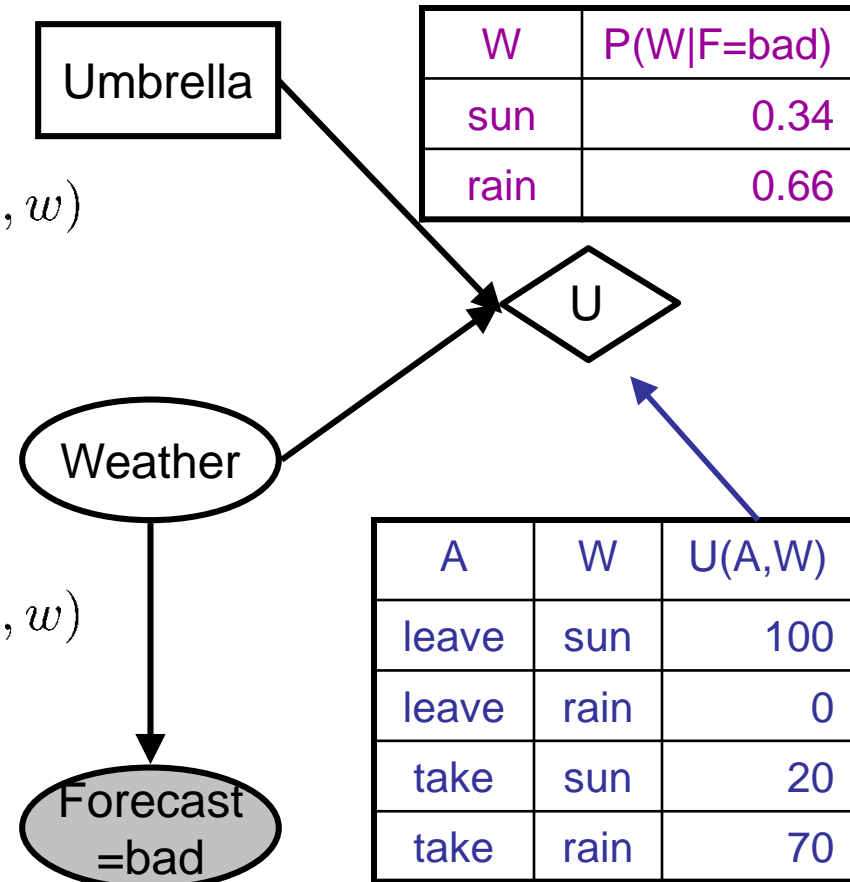 Umbrella
W P(W|F=bad)
sun 0.34
rain 0.66
, w)
U
Weather
, w)
A W U(A,W)
leave sun 100
leave rain 0
take sun 20
take rain 70
Forecast
=bad